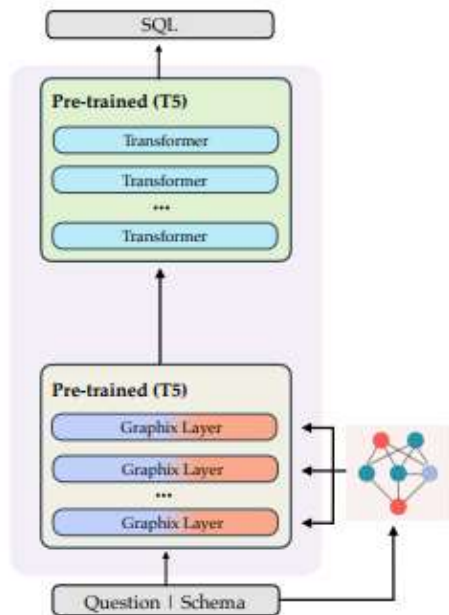 SQL
Pre-trained (T5)
Transformer
Transformer
...
Transformer
Pre-trained (T5)
Graphix Layer
Graphix Layer
...
Graphix Layer
Question | Schema